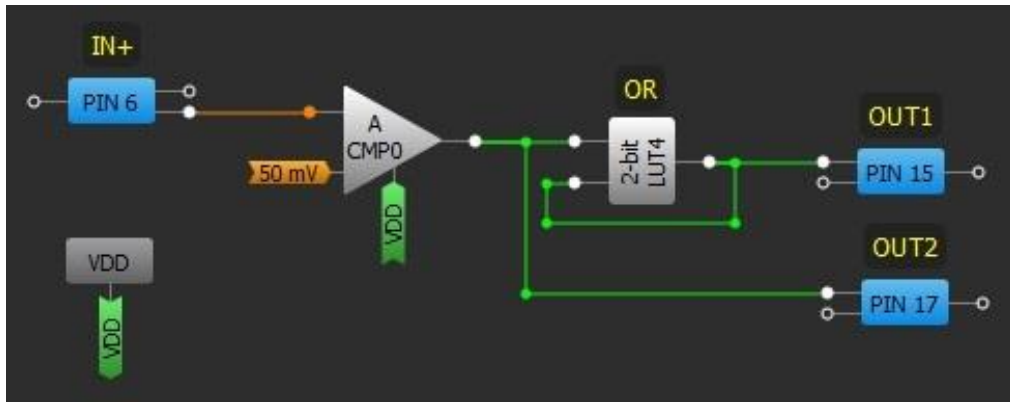 IN+
PIN 6
A
CMP0
50 mV
VDD
OR
2-bit
LUT4
OUT1
PIN 15
OUT2
PIN 17
VDD
VDD